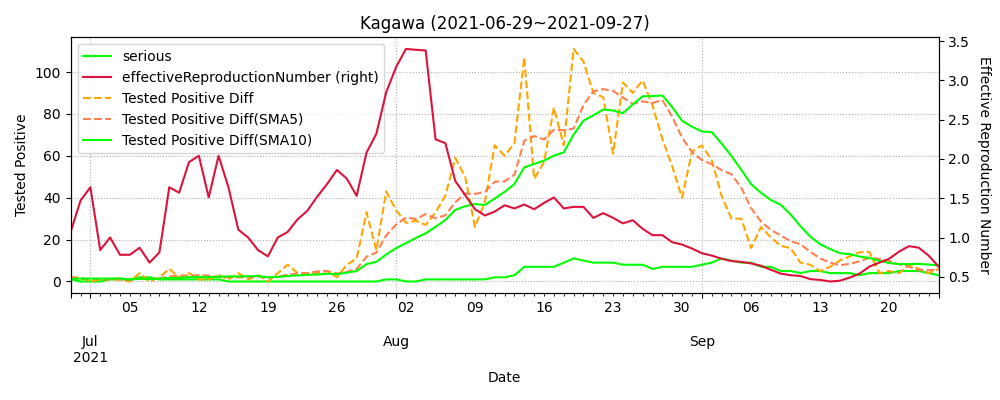 Kagawa (2021-06-29~2021-09-27)
serious
effectiveReproductionNumber (right)
Tested Positive Diff
Tested Positive Diff(SMA5)
Tested Positive Diff(SMA10)
Tested Positive
100
80
60
40
20
0
Effective Reproduction Number
3.5
3.0
2.5
2.0
1.5
1.0
0.5
05 12 19 26 02 09 16 23 30 06 13 20
Jul Aug Sep
2021
Date